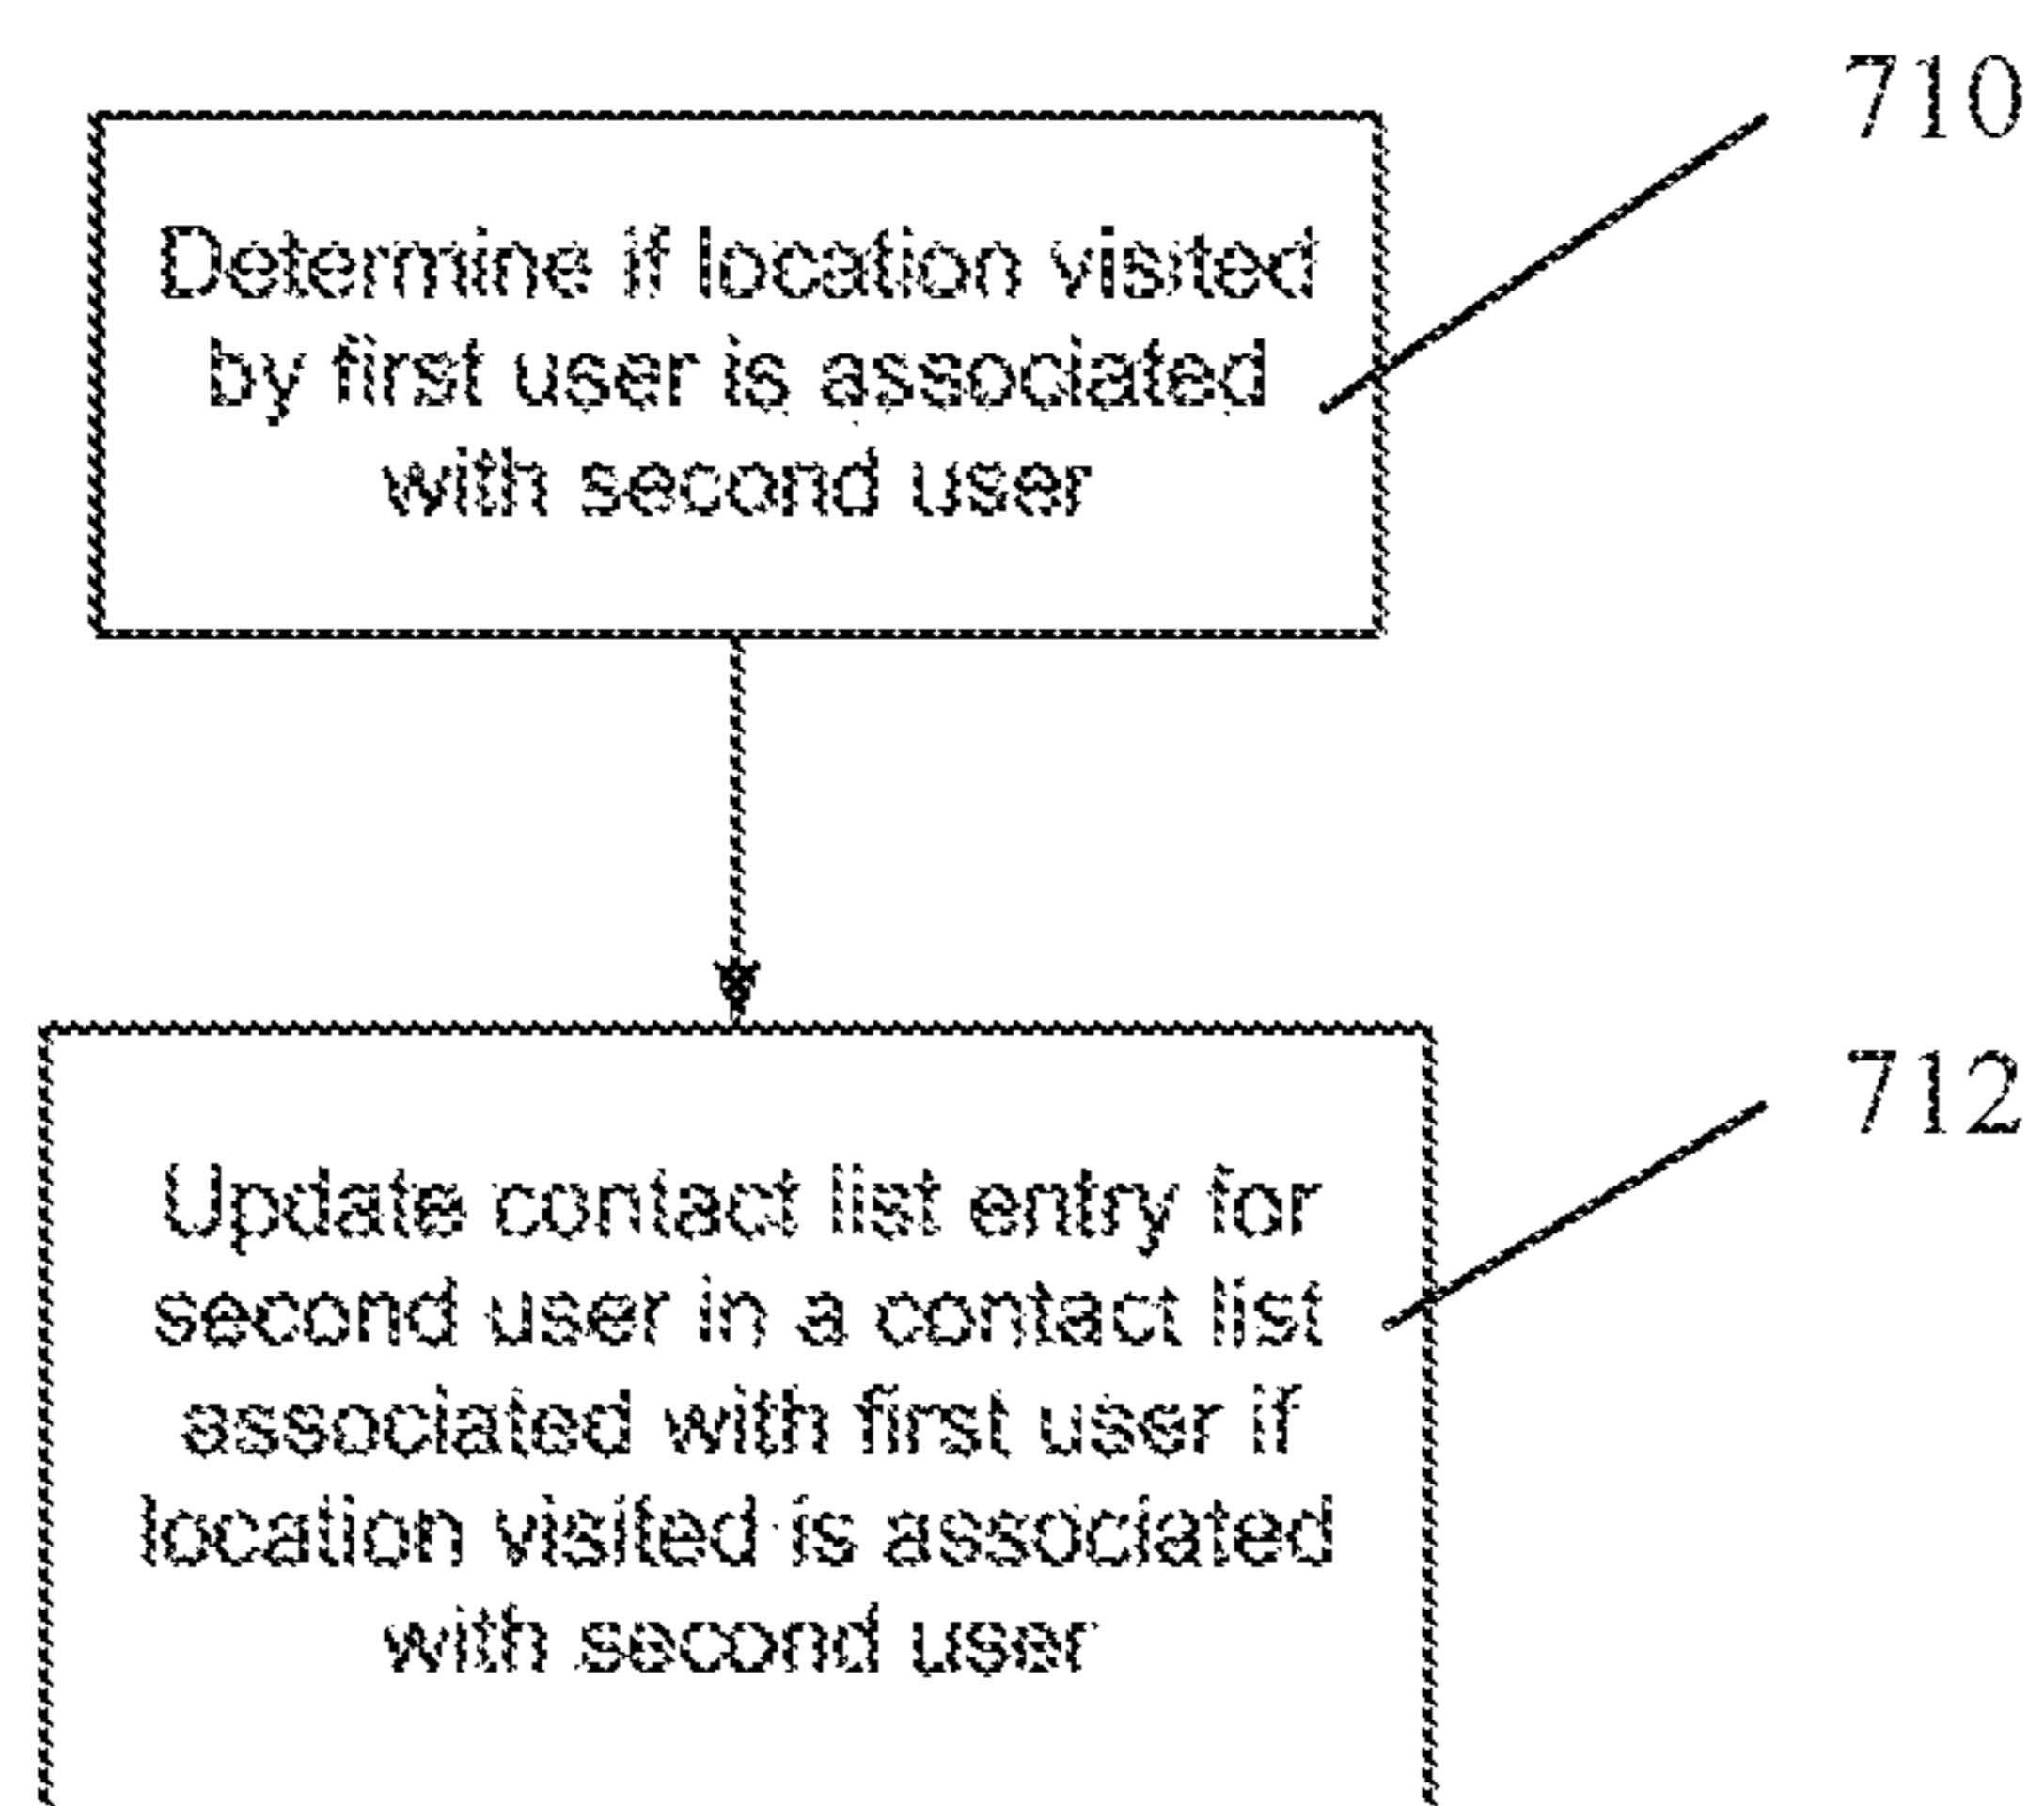 710
Determine if location visited
by first user is associated
with second user
712
Update contact list entry for
second user in a contact list
associated with first user if
location visited is associated
with second user